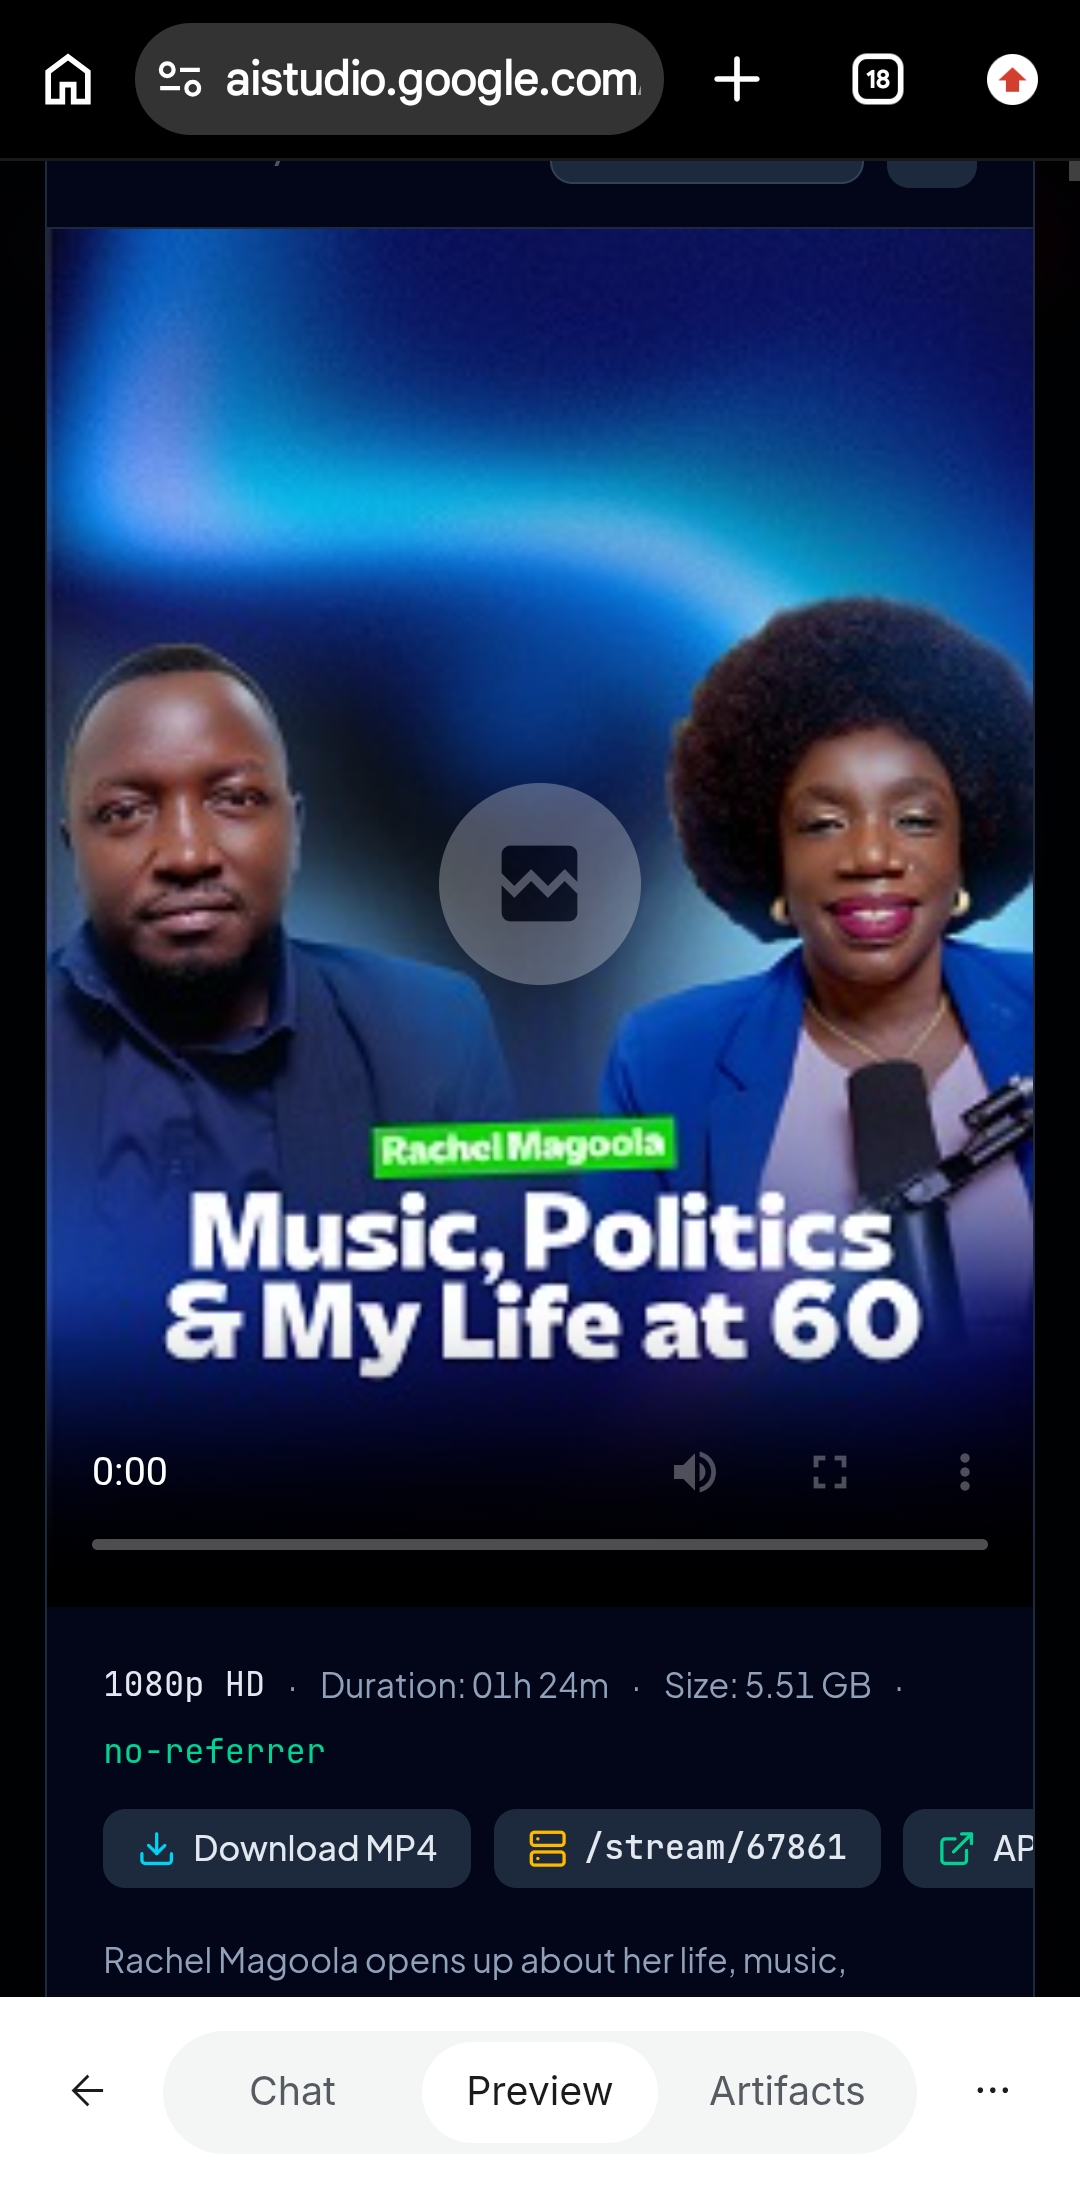 aistudio.google.com
18
Rachel Magoola
Music, Politics
& My Life at 60
0:00
1080p HD · Duration: 01h 24m · Size: 5.51 GB ·
no-referrer
Download MP4
/stream/67861
AP
Rachel Magoola opens up about her life, music,
Chat
Preview
Artifacts